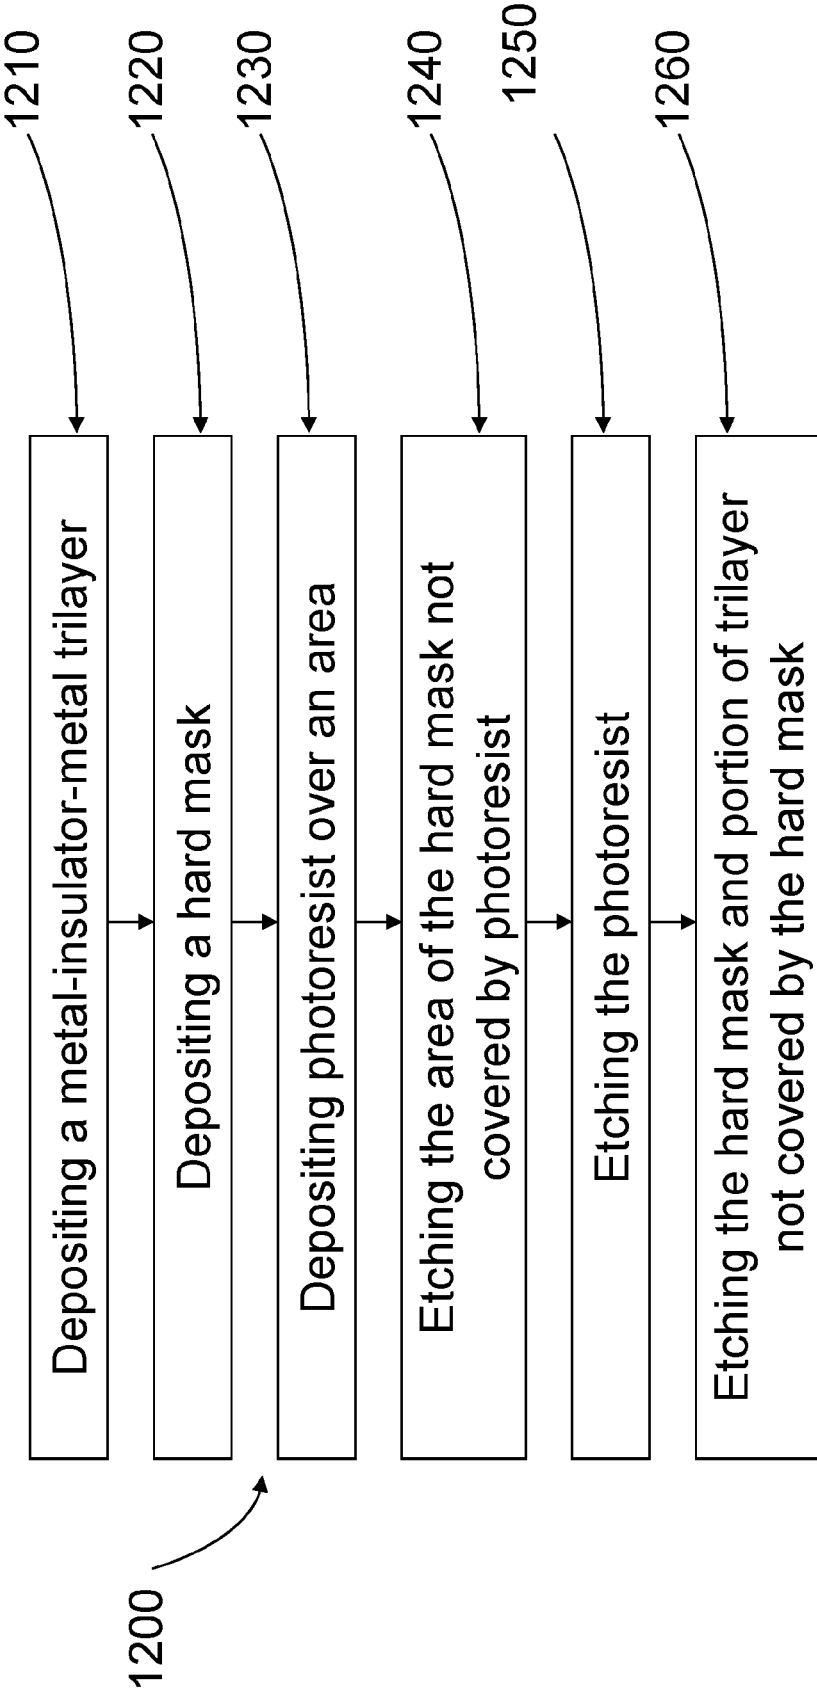 1210
Depositing a metal-insulator-metal trilayer
1220
Depositing a hard mask
1230
Depositing photoresist over an area
1240
Etching the area of the hard mask not
covered by photoresist
1250
Etching the photoresist
1260
Etching the hard mask and portion of trilayer
not covered by the hard mask
1200